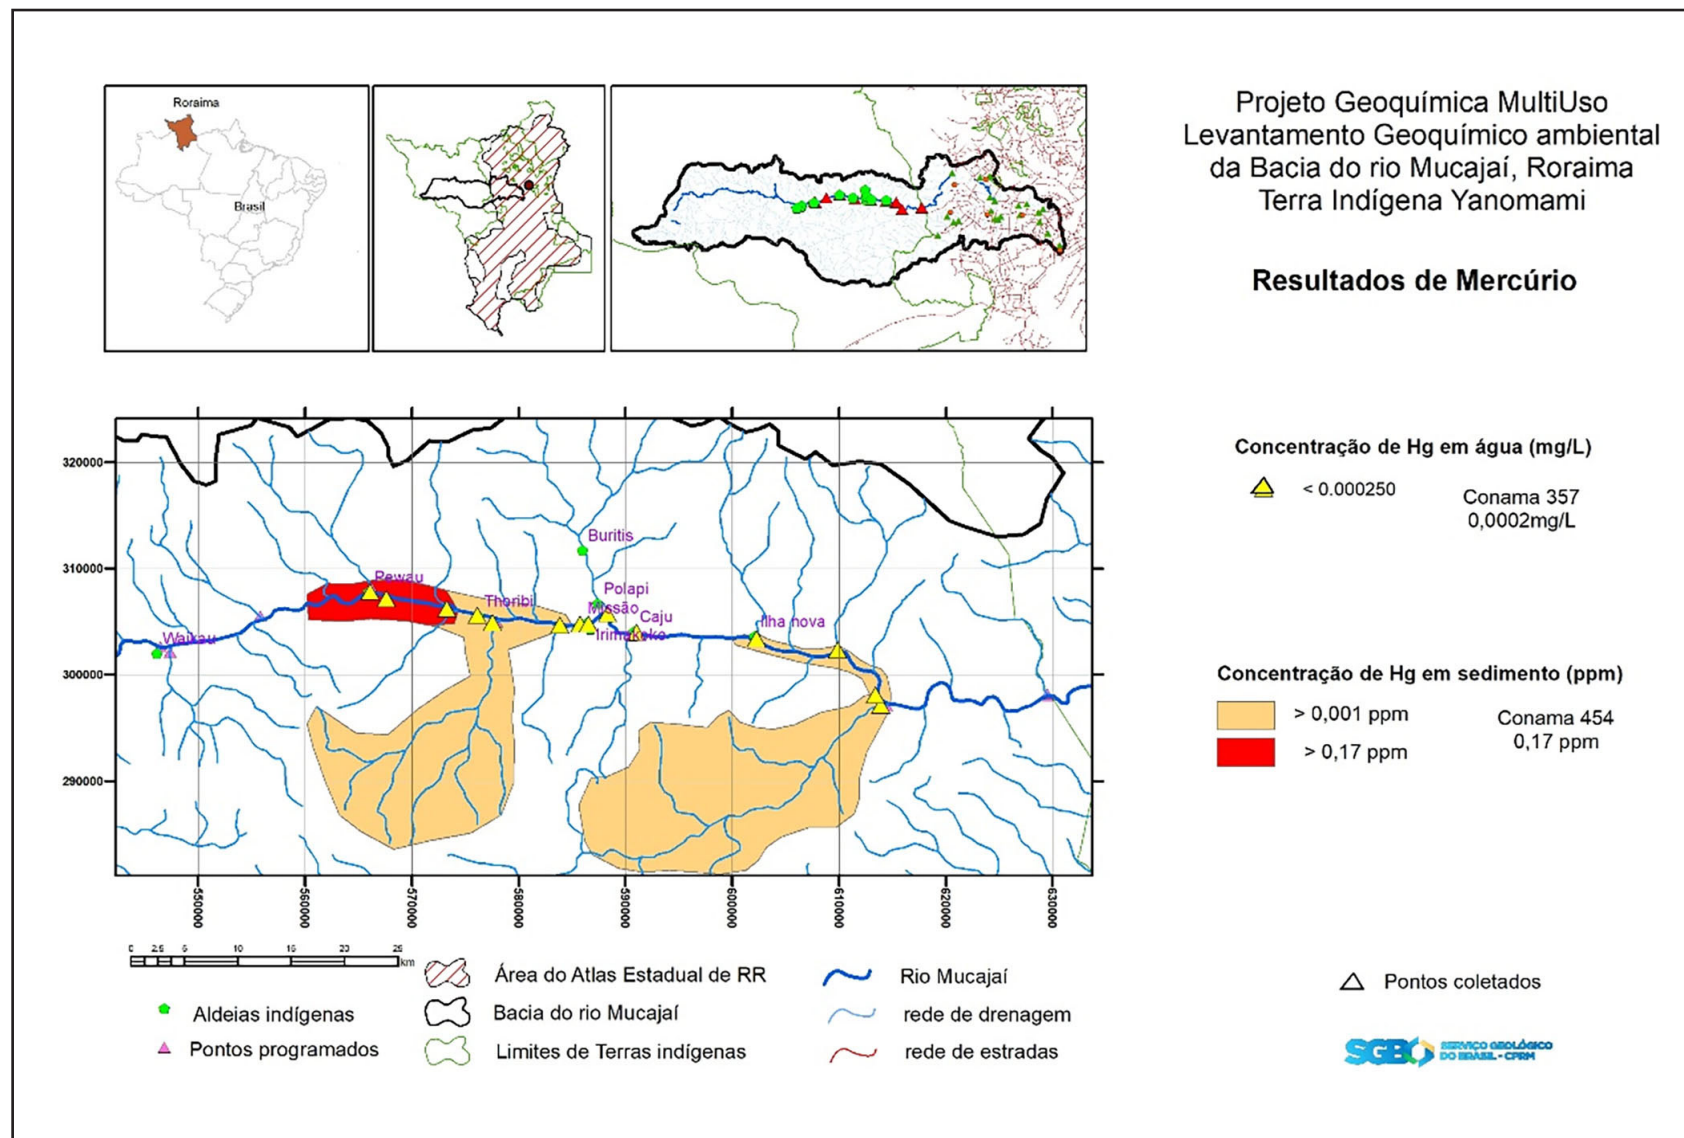 Roraima
Brasil
Projeto Geoquímica MultiUso
Levantamento Geoquímico ambiental
da Bacia do rio Mucajaí, Roraima
Terra Indígena Yanomami
Resultados de Mercúrio
320000
310000
300000
290000
Buritis
Rewau
Polapi
Thoribi
Missão
Caju
Ilha nova
Irimakeko
Waikau
550000
560000
570000
580000
590000
600000
610000
620000
630000
Concentração de Hg em água (mg/L)
< 0.000250
Conama 357
0,0002mg/L
Concentração de Hg em sedimento (ppm)
> 0,001 ppm
> 0,17 ppm
Conama 454
0,17 ppm
0 2,5 5 10 15 20 25
km
Aldeias indígenas
Pontos programados
Área do Atlas Estadual de RR
Bacia do rio Mucajaí
Limites de Terras indígenas
Rio Mucajaí
rede de drenagem
rede de estradas
Pontos coletados
SGB
SERVIÇO GEOLÓGICO
DO BRASIL - CPRM